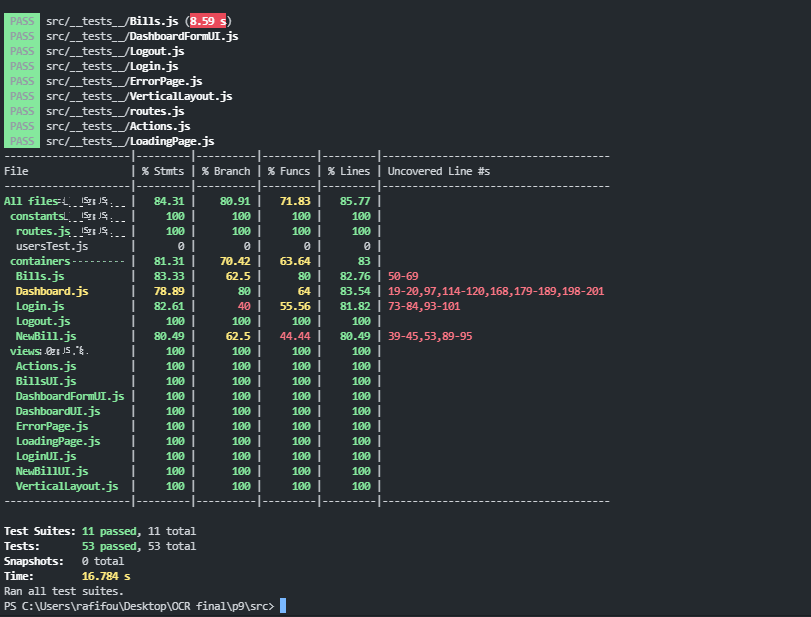 PASS src/__tests__/Bills.js (8.59 s)
PASS src/__tests__/DashboardFormUI.js
PASS src/__tests__/Logout.js
PASS src/__tests__/Login.js
PASS src/__tests__/ErrorPage.js
PASS src/__tests__/VerticalLayout.js
PASS src/__tests__/routes.js
PASS src/__tests__/Actions.js
PASS src/__tests__/LoadingPage.js
---------------------|---------|----------|---------|---------|--------------------------------------
File | % Stmts | % Branch | % Funcs | % Lines | Uncovered Line #s
---------------------|---------|----------|---------|---------|--------------------------------------
All files | 84.31 | 80.91 | 71.83 | 85.77 |
constants | 100 | 100 | 100 | 100 |
routes.js | 100 | 100 | 100 | 100 |
usersTest.js | 0 | 0 | 0 | 0 |
containers | 81.31 | 70.42 | 63.64 | 83 |
Bills.js | 83.33 | 62.5 | 80 | 82.76 | 50-69
Dashboard.js | 78.89 | 80 | 64 | 83.54 | 19-20,97,114-120,168,179-189,198-201
Login.js | 82.61 | 40 | 55.56 | 81.82 | 73-84,93-101
Logout.js | 100 | 100 | 100 | 100 |
NewBill.js | 80.49 | 62.5 | 44.44 | 80.49 | 39-45,53,89-95
views | 100 | 100 | 100 | 100 |
Actions.js | 100 | 100 | 100 | 100 |
BillsUI.js | 100 | 100 | 100 | 100 |
DashboardFormUI.js | 100 | 100 | 100 | 100 |
DashboardUI.js | 100 | 100 | 100 | 100 |
ErrorPage.js | 100 | 100 | 100 | 100 |
LoadingPage.js | 100 | 100 | 100 | 100 |
LoginUI.js | 100 | 100 | 100 | 100 |
NewBillUI.js | 100 | 100 | 100 | 100 |
VerticalLayout.js | 100 | 100 | 100 | 100 |
---------------------|---------|----------|---------|---------|--------------------------------------
Test Suites: 11 passed, 11 total
Tests: 53 passed, 53 total
Snapshots: 0 total
Time: 16.784 s
Ran all test suites.
PS C:\Users\rafifou\Desktop\OCR final\p9\src>